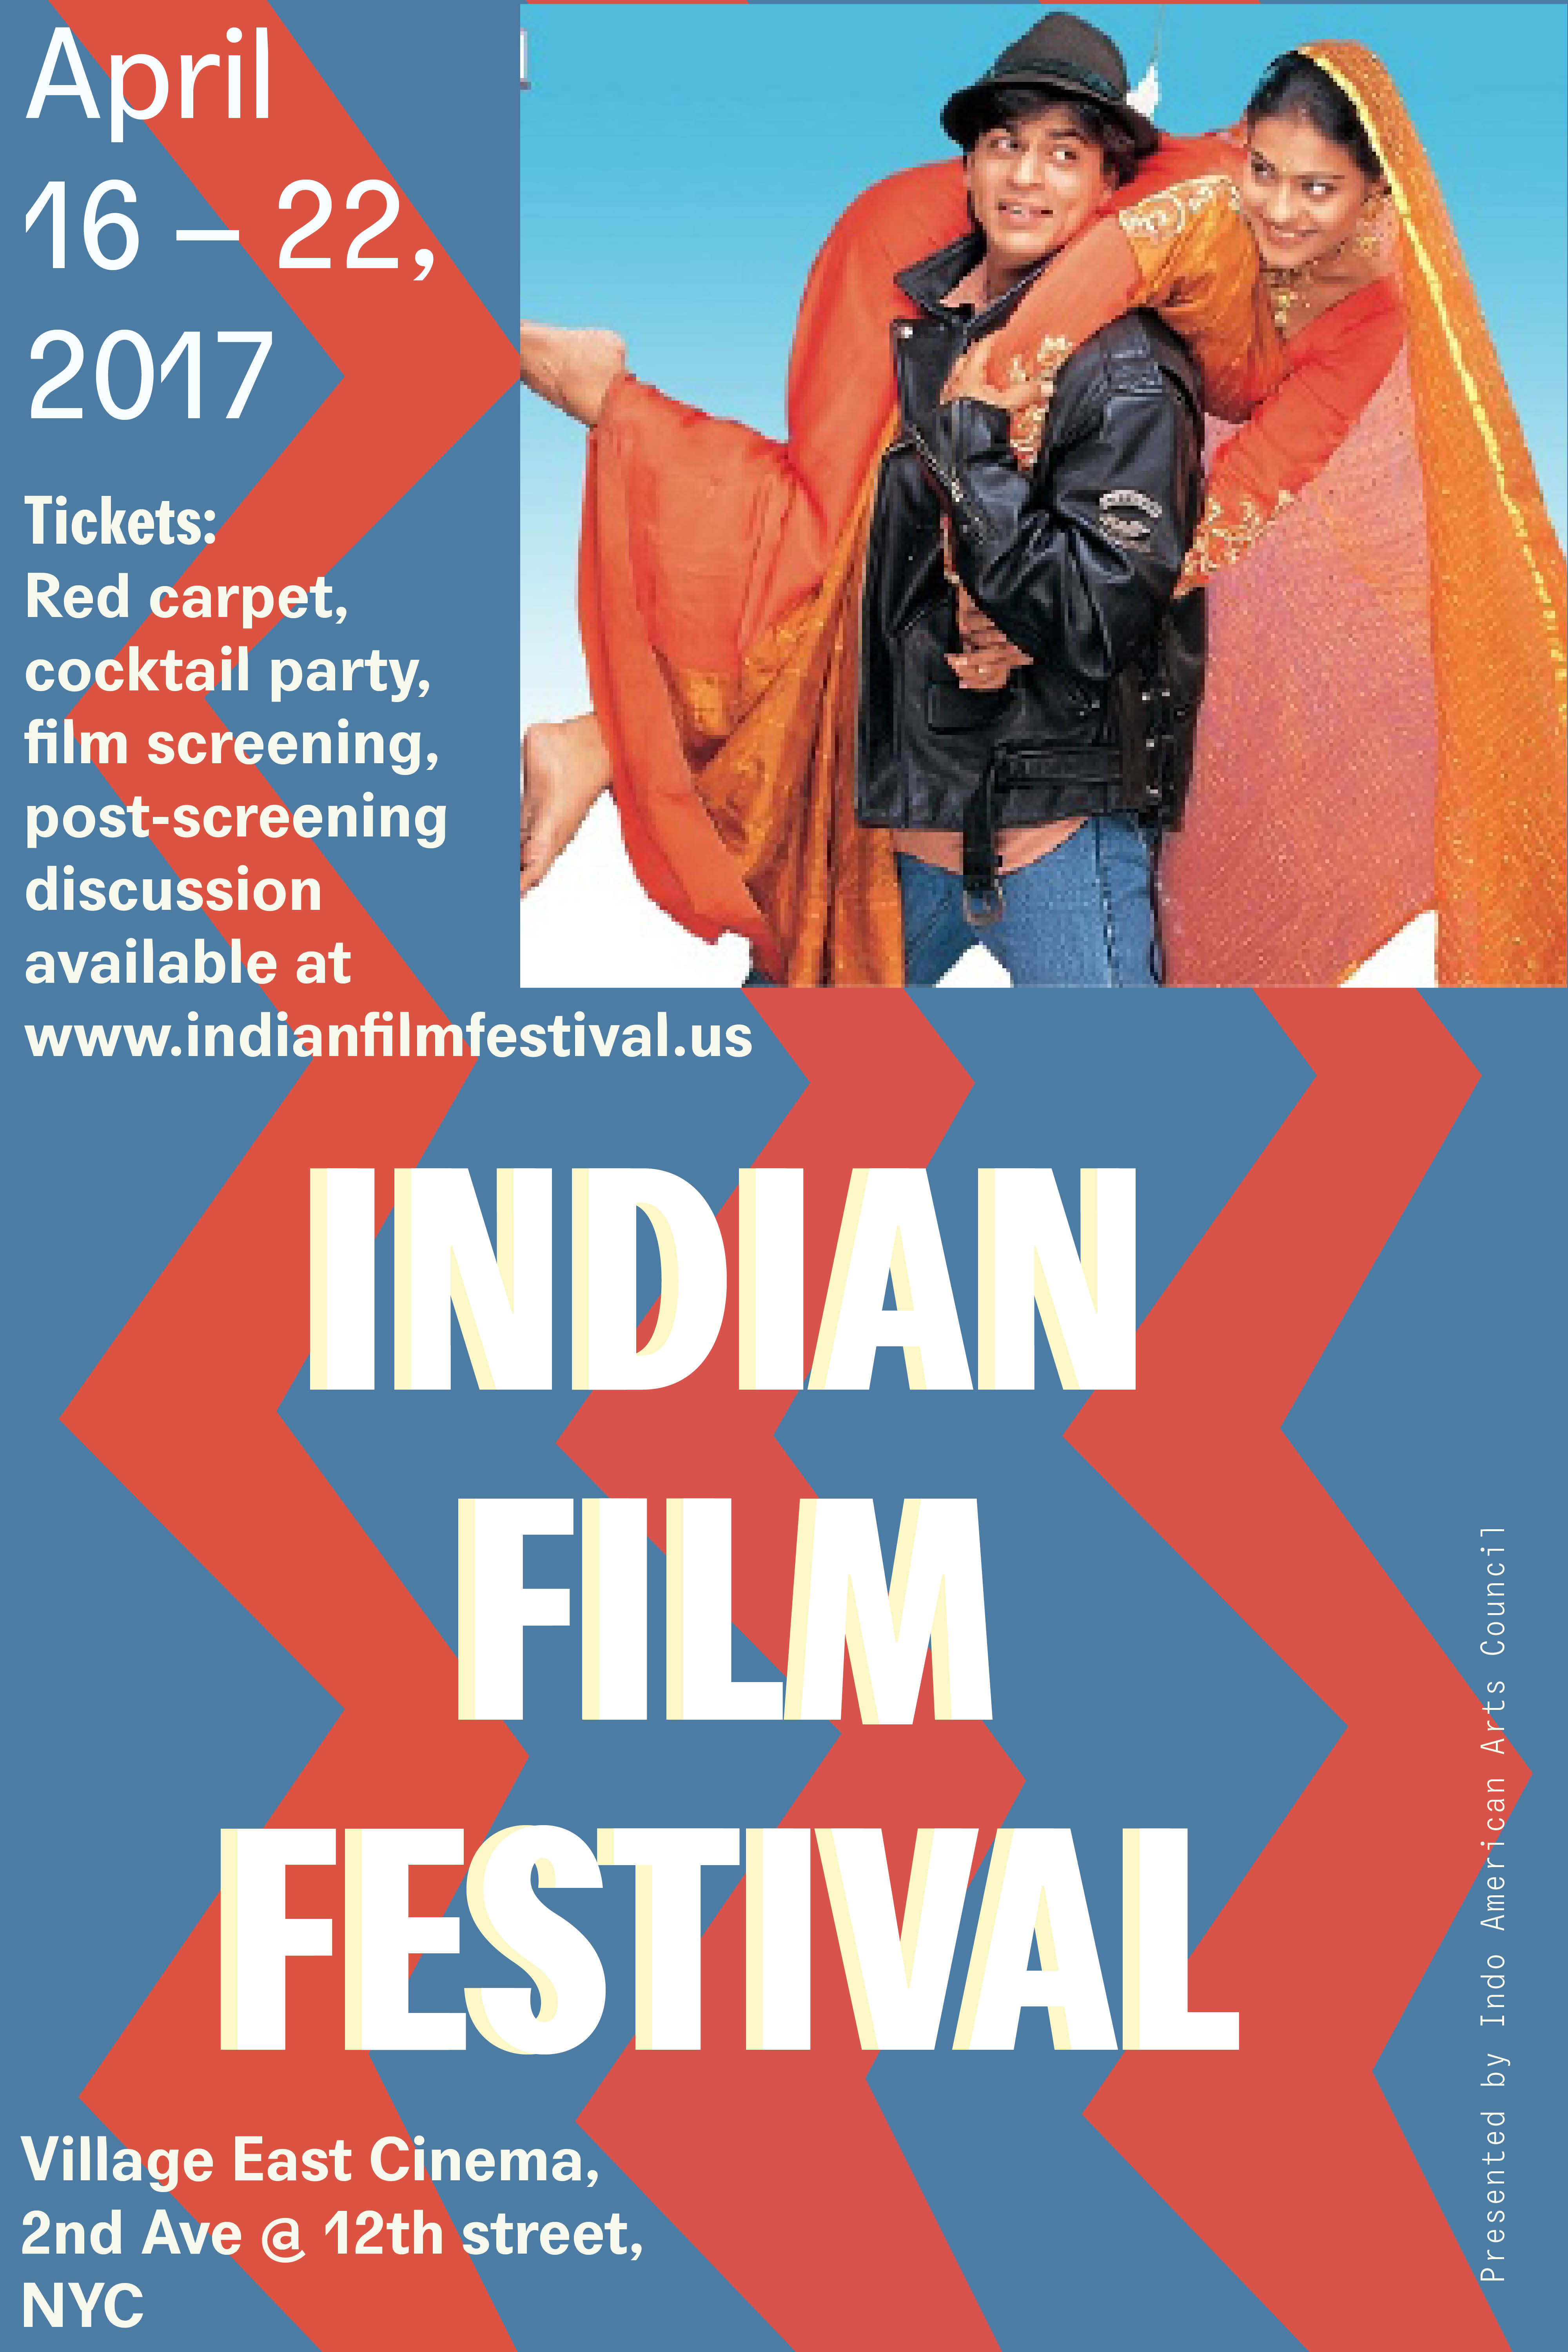 April
16 – 22,
2017
Tickets:
Red carpet,
cocktail party,
film screening,
post-screening
discussion
available at
www.indianfilmfestival.us
INDIAN
FILM
FESTIVAL
Presented by Indo American Arts Council
Village East Cinema,
2nd Ave @ 12th street,
NYC